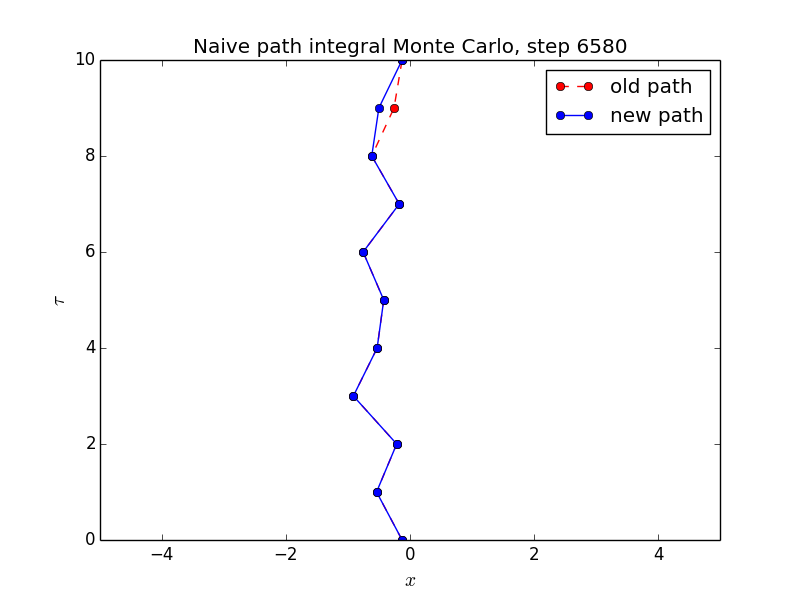 Naive path integral Monte Carlo, step 6580
old path
new path
10
8
6
4
2
0
τ
−4 −2 0 2 4
x